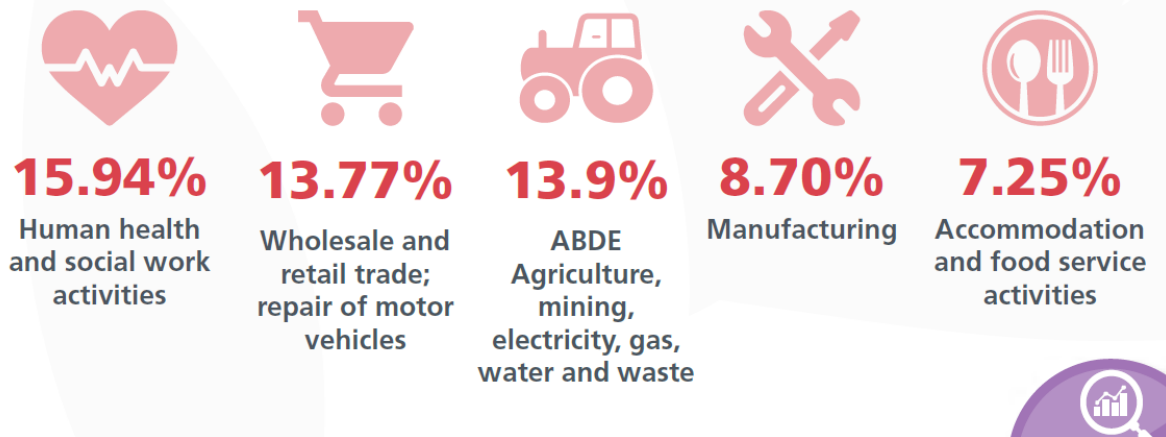 15.94%
Human health
and social work
activities
13.77%
Wholesale and
retail trade;
repair of motor
vehicles
13.9%
ABDE
Agriculture,
mining,
electricity, gas,
water and waste
8.70%
Manufacturing
7.25%
Accommodation
and food service
activities